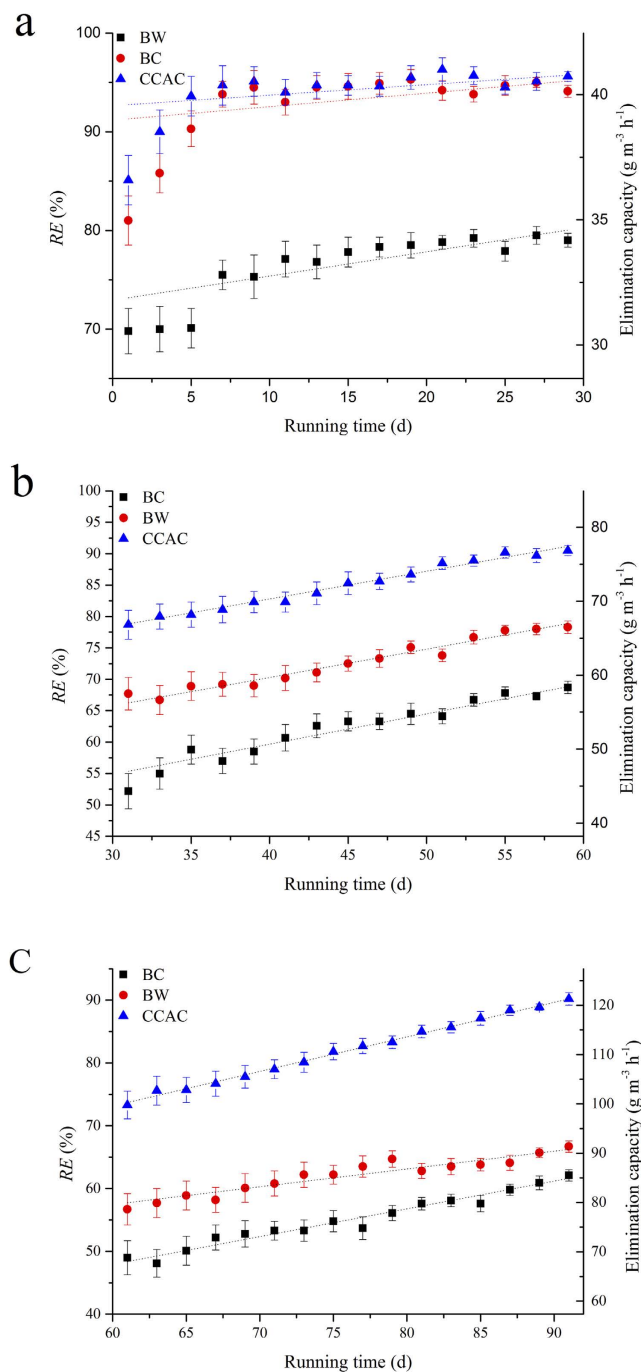 a
BW
BC
CCAC
100
90
80
70
RE (%)
40
35
30
Elimination capacity (g m⁻³ h⁻¹)
0 5 10 15 20 25 30
Running time (d)
b
BC
BW
CCAC
100
95
90
85
80
75
70
65
60
55
50
45
RE (%)
80
70
60
50
40
Elimination capacity (g m⁻³ h⁻¹)
30 35 40 45 50 55 60
Running time (d)
C
BC
BW
CCAC
90
80
70
60
50
40
RE (%)
120
110
100
90
80
70
60
Elimination capacity (g m⁻³ h⁻¹)
60 65 70 75 80 85 90
Running time (d)